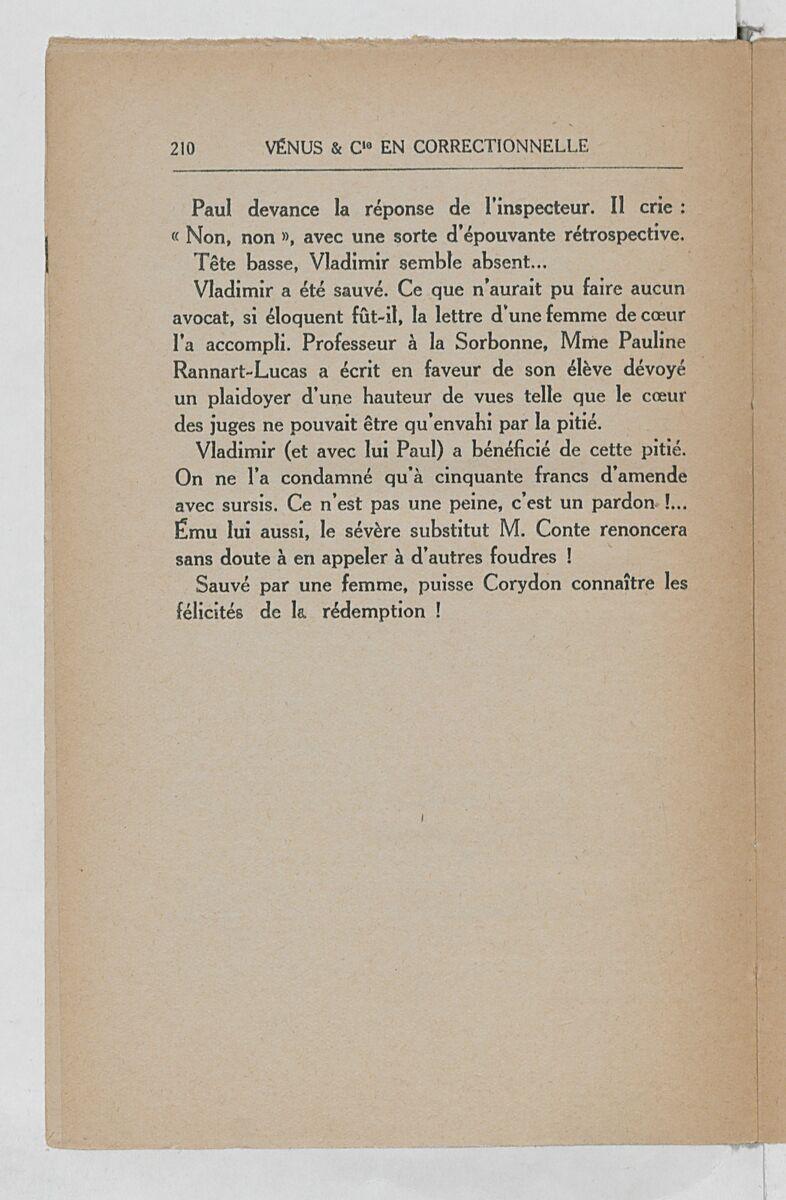 210 VÉNUS & Cie EN CORRECTIONNELLE
Paul devance la réponse de l'inspecteur. Il crie :
« Non, non », avec une sorte d'épouvante rétrospective.
Tête basse, Vladimir semble absent...
Vladimir a été sauvé. Ce que n'aurait pu faire aucun
avocat, si éloquent fût-il, la lettre d'une femme de cœur
l'a accompli. Professeur à la Sorbonne, Mme Pauline
Rannart-Lucas a écrit en faveur de son élève dévoyé
un plaidoyer d'une hauteur de vues telle que le cœur
des juges ne pouvait être qu'envahi par la pitié.
Vladimir (et avec lui Paul) a bénéficié de cette pitié.
On ne l'a condamné qu'à cinquante francs d'amende
avec sursis. Ce n'est pas une peine, c'est un pardon !...
Ému lui aussi, le sévère substitut M. Conte renoncera
sans doute à en appeler à d'autres foudres !
Sauvé par une femme, puisse Corydon connaître les
félicités de la rédemption !